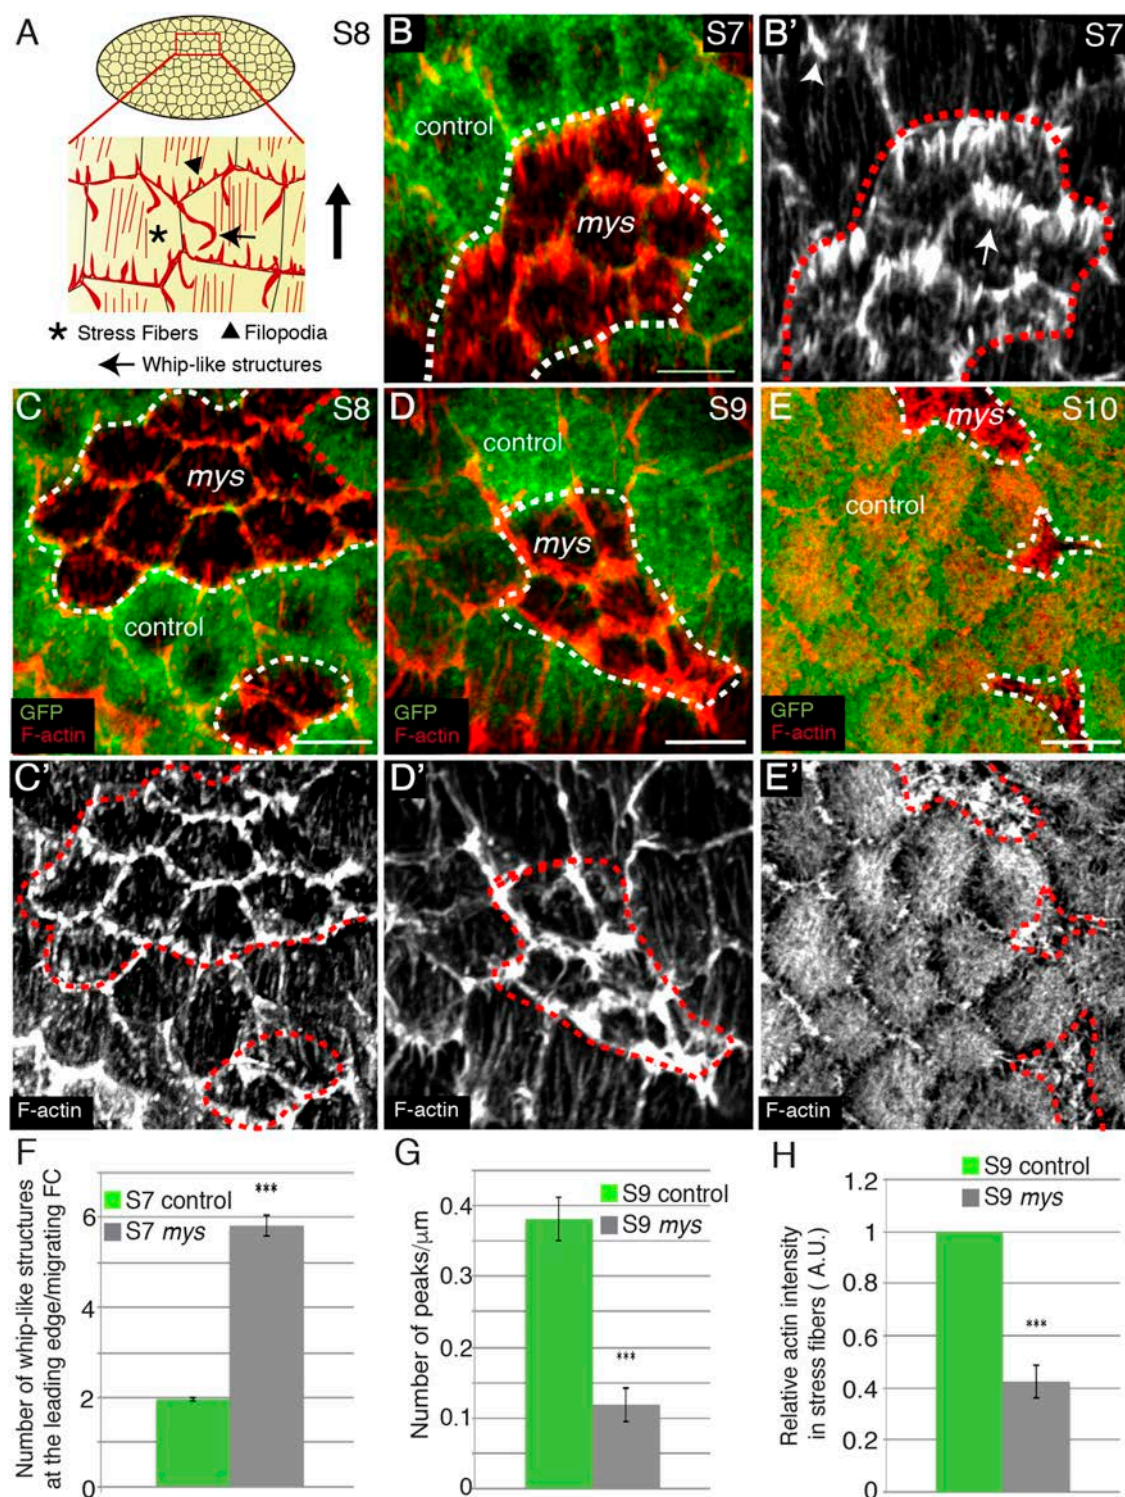 A
S8
B
S7
B'
S7
control
mys
* Stress Fibers ▲ Filopodia
← Whip-like structures
C
S8
D
S9
E
S10
mys
control
control
mys
mys
control
GFP
F-actin
GFP
F-actin
GFP
F-actin
C'
D'
E'
F-actin
F-actin
F-actin
F
Number of whip-like structures
at the leading edge/migrating FC
S7 control
S7 mys
***
6
4
2
0
G
Number of peaks/μm
S9 control
S9 mys
***
0.4
0.3
0.2
0.1
0
H
Relative actin intensity
in stress fibers ( A.U.)
S9 control
S9 mys
***
1.2
1
0.8
0.6
0.4
0.2
0